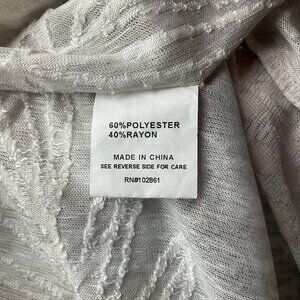 60%POLYESTER
40%RAYON
MADE IN CHINA
SEE REVERSE SIDE FOR CARE
RN#102861